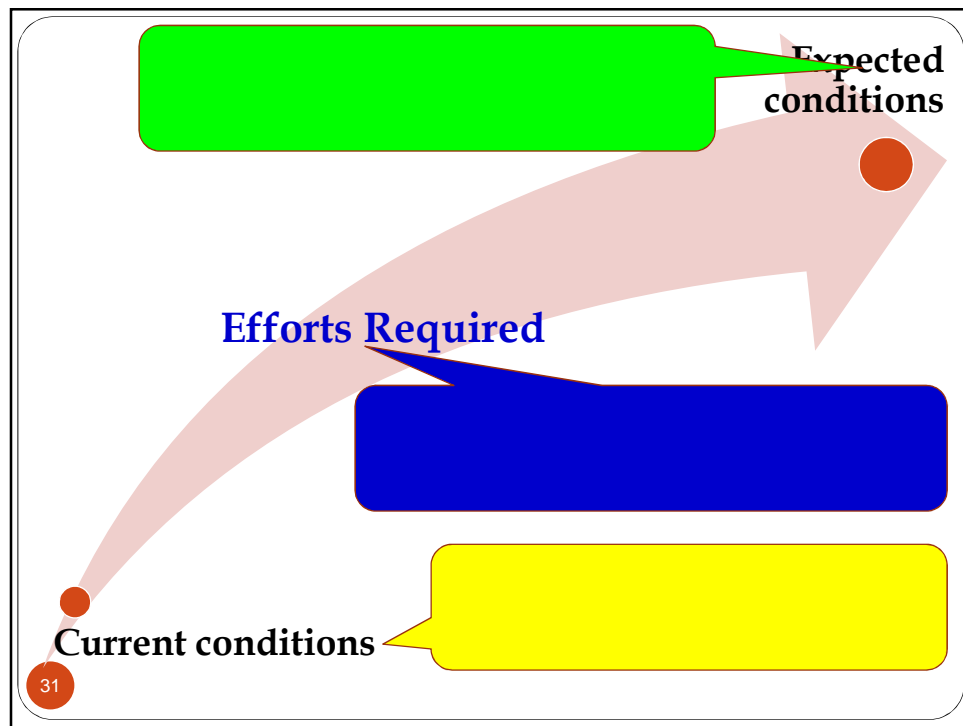 Expected
conditions
Efforts Required
Current conditions
31